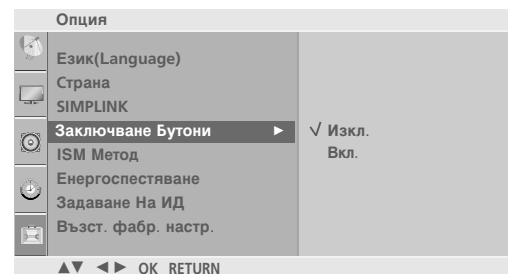 Опция
Език(Language)
Страна
SIMPLINK
Заключване Бутони ►
ISM Метод
Енергоспестяване
Задаване На ИД
Възст. фабр. настр.
√ Изкл.
Вкл.
▲▼ ◄► OK RETURN